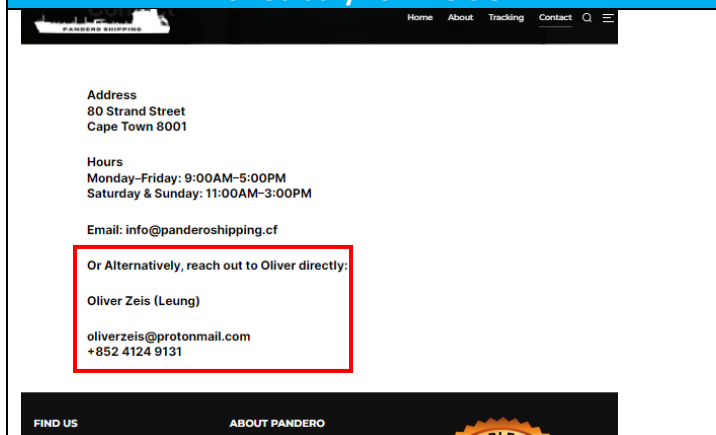 PANDERO SHIPPING
Home About Tracking Contact
Address
80 Strand Street
Cape Town 8001
Hours
Monday–Friday: 9:00AM–5:00PM
Saturday & Sunday: 11:00AM–3:00PM
Email: info@panderoshipping.cf
Or Alternatively, reach out to Oliver directly:
Oliver Zeis (Leung)
oliverzeis@protonmail.com
+852 4124 9131
FIND US ABOUT PANDERO